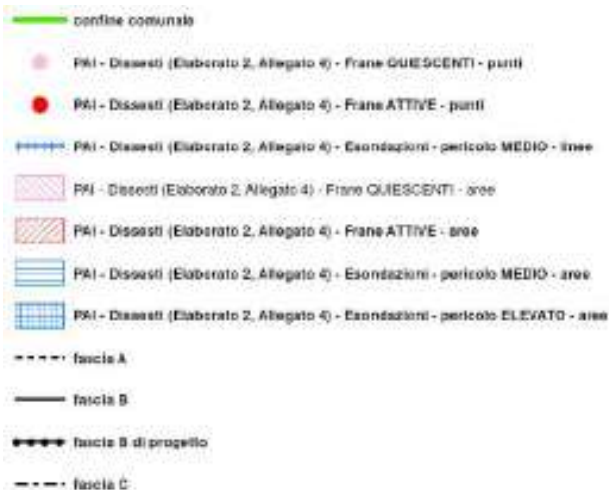 confine comunale
PAI - Dissesti (Elaborato 2, Allegato 4) - Frane QUIESCENTI - punti
PAI - Dissesti (Elaborato 2, Allegato 4) - Frane ATTIVE - punti
PAI - Dissesti (Elaborato 2, Allegato 4) - Esondazioni - pericolo MEDIO - linee
PAI - Dissesti (Elaborato 2, Allegato 4) - Frane QUIESCENTI - aree
PAI - Dissesti (Elaborato 2, Allegato 4) - Frane ATTIVE - aree
PAI - Dissesti (Elaborato 2, Allegato 4) - Esondazioni - pericolo MEDIO - aree
PAI - Dissesti (Elaborato 2, Allegato 4) - Esondazioni - pericolo ELEVATO - aree
fascia A
fascia B
fascia B di progetto
fascia C